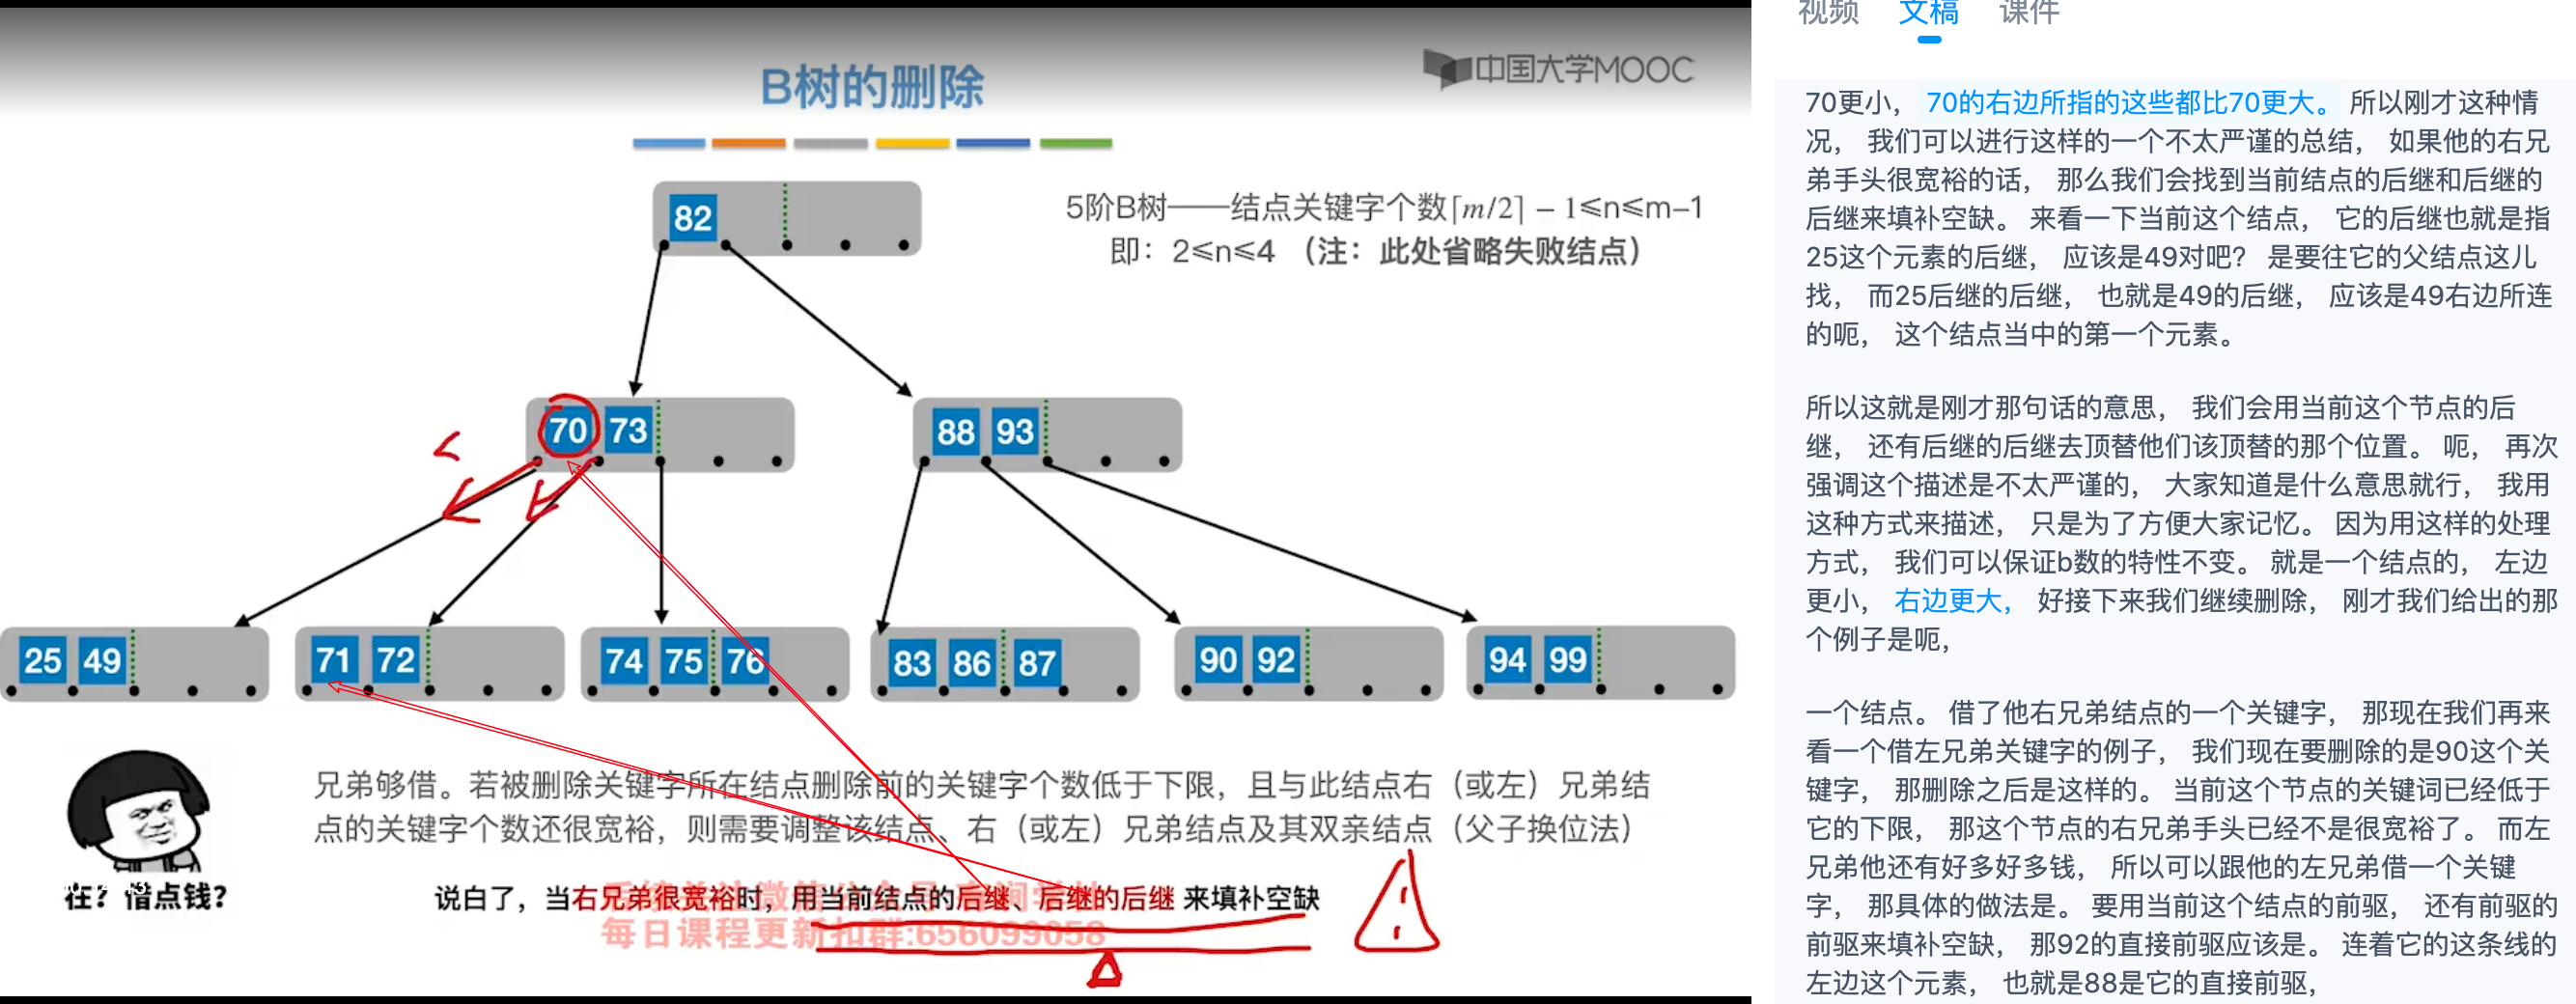 B树的删除
中国大学MOOC
82
5阶B树——结点关键字个数⌈m/2⌉ − 1≤n≤m−1
即：2≤n≤4 （注：此处省略失败结点）
70 73
88 93
25 49
71 72
74 75 76
83 86 87
90 92
94 99
兄弟够借。若被删除关键字所在结点删除前的关键字个数低于下限，且与此结点右（或左）兄弟结
点的关键字个数还很宽裕，则需要调整该结点、右（或左）兄弟结点及其双亲结点（父子换位法）
在？借点钱？
说白了，当右兄弟很宽裕时，用当前结点的后继、后继的后继 来填补空缺
每日课程更新扣群:656099058
视频 文稿 课件
70更小， 70的右边所指的这些都比70更大。 所以刚才这种情
况， 我们可以进行这样的一个不太严谨的总结， 如果他的右兄
弟手头很宽裕的话， 那么我们会找到当前结点的后继和后继的
后继来填补空缺。 来看一下当前这个结点， 它的后继也就是指
25这个元素的后继， 应该是49对吧？ 是要往它的父结点这儿
找， 而25后继的后继， 也就是49的后继， 应该是49右边所连
的呃， 这个结点当中的第一个元素。
所以这就是刚才那句话的意思， 我们会用当前这个节点的后
继， 还有后继的后继去顶替他们该顶替的那个位置。 呃， 再次
强调这个描述是不太严谨的， 大家知道是什么意思就行， 我用
这种方式来描述， 只是为了方便大家记忆。 因为用这样的处理
方式， 我们可以保证b数的特性不变。 就是一个结点的， 左边
更小， 右边更大， 好接下来我们继续删除， 刚才我们给出的那
个例子是呃，
一个结点。 借了他右兄弟结点的一个关键字， 那现在我们再来
看一个借左兄弟关键字的例子， 我们现在要删除的是90这个关
键字， 那删除之后是这样的。 当前这个节点的关键词已经低于
它的下限， 那这个节点的右兄弟手头已经不是很宽裕了。 而左
兄弟他还有好多好多钱， 所以可以跟他的左兄弟借一个关键
字， 那具体的做法是。 要用当前这个结点的前驱， 还有前驱的
前驱来填补空缺， 那92的直接前驱应该是。 连着它的这条线的
左边这个元素， 也就是88是它的直接前驱，